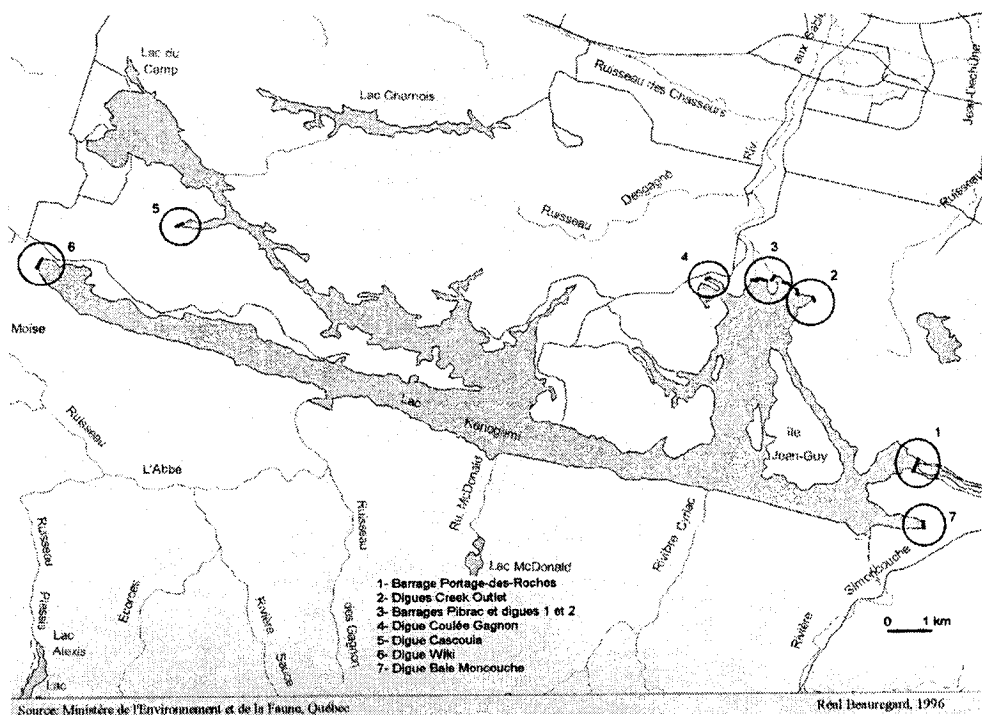 Lac du
Camp
Lac Charnois
Ruisseau des Chasseurs
Riv. aux Sable
Jean-Dechêne
Ruisseau
Ruisseau Desgagné
5
6
4
3
2
Moise
Lac Kenogami
île
Jean-Guy
1
7
Ruisseau L'Abbé
Ru. McDonald
Lac McDonald
Rivière Cyriac
Rivière Simoncouche
Ruisseau
Lac
Alexis
Lac
Ecorces
Rivière
Ruisseau des Gagnon
1- Barrage Portage-des-Roches
2- Digues Creek Outlet
3- Barrages Pibrac et digues 1 et 2
4- Digue Coulée Gagnon
5- Digue Cascouia
6- Digue Wiki
7- Digue Baie Moncouche
0 1 km
Source: Ministère de l'Environnement et de la Faune, Québec
Réal Beauregard, 1996